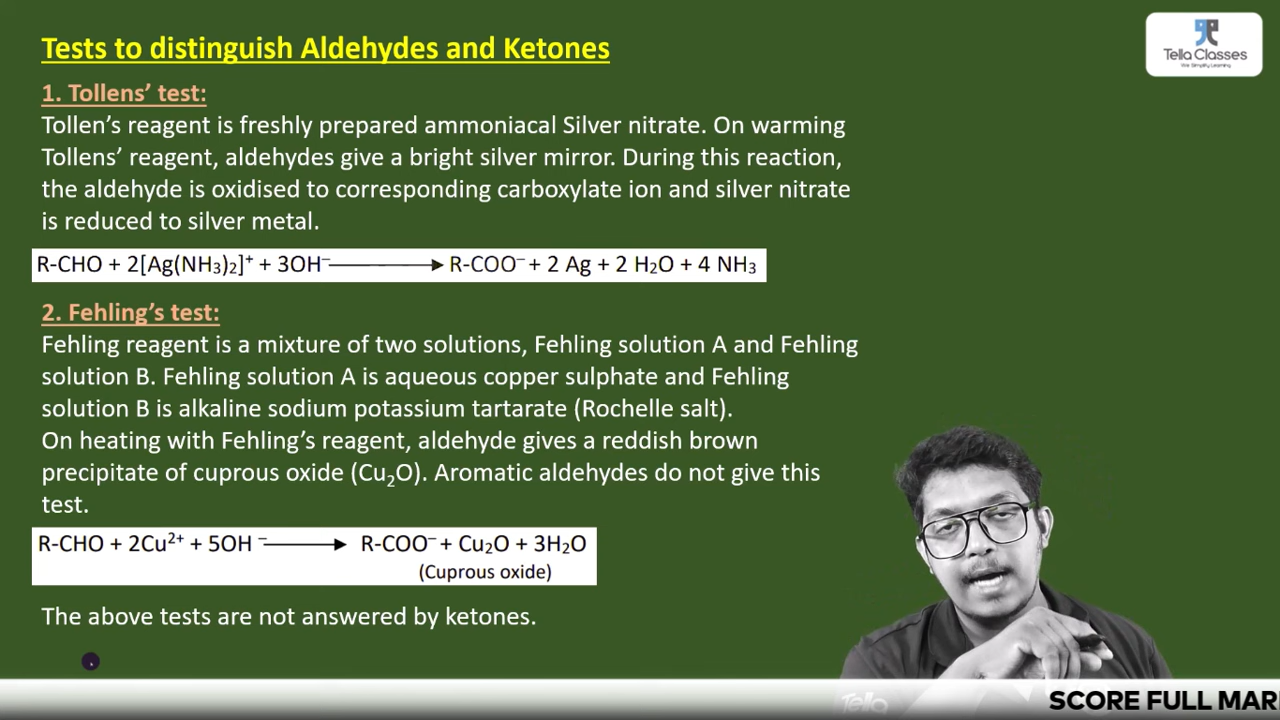 Tests to distinguish Aldehydes and Ketones
Tella Classes
We Simplify Learning
1. Tollens’ test:
Tollen’s reagent is freshly prepared ammoniacal Silver nitrate. On warming
Tollens’ reagent, aldehydes give a bright silver mirror. During this reaction,
the aldehyde is oxidised to corresponding carboxylate ion and silver nitrate
is reduced to silver metal.
R-CHO + 2[Ag(NH₃)₂]⁺ + 3OH⁻ ⟶ R-COO⁻ + 2 Ag + 2 H₂O + 4 NH₃
2. Fehling’s test:
Fehling reagent is a mixture of two solutions, Fehling solution A and Fehling
solution B. Fehling solution A is aqueous copper sulphate and Fehling
solution B is alkaline sodium potassium tartarate (Rochelle salt).
On heating with Fehling’s reagent, aldehyde gives a reddish brown
precipitate of cuprous oxide (Cu₂O). Aromatic aldehydes do not give this
test.
R-CHO + 2Cu²⁺ + 5OH⁻ ⟶ R-COO⁻ + Cu₂O + 3H₂O
(Cuprous oxide)
The above tests are not answered by ketones.
Tella
SCORE FULL MAR